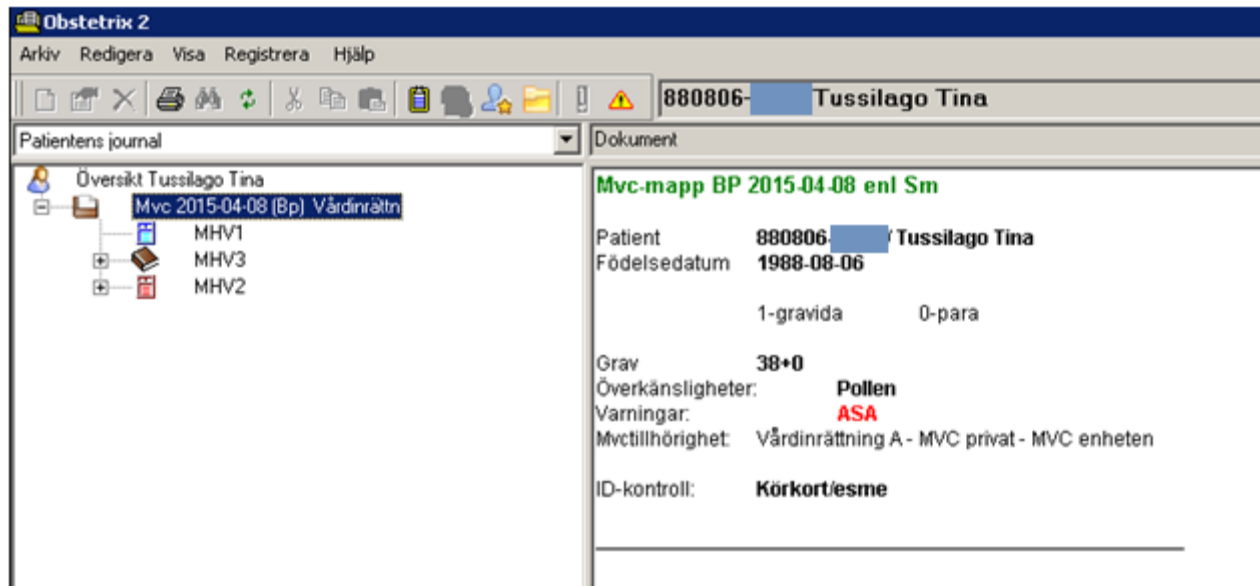 Obstetrix 2
Arkiv Redigera Visa Registrera Hjälp
880806- Tussilago Tina
Patientens journal
Dokument
Översikt Tussilago Tina
Mvc 2015-04-08 (Bp) Vårdinrättn
MHV1
MHV3
MHV2
Mvc-mapp BP 2015-04-08 enl Sm
Patient 880806- / Tussilago Tina
Födelsedatum 1988-08-06
1-gravida 0-para
Grav 38+0
Överkänsligheter: Pollen
Varningar: ASA
Mvctillhörighet: Vårdinrättning A - MVC privat - MVC enheten
ID-kontroll: Körkort/esme